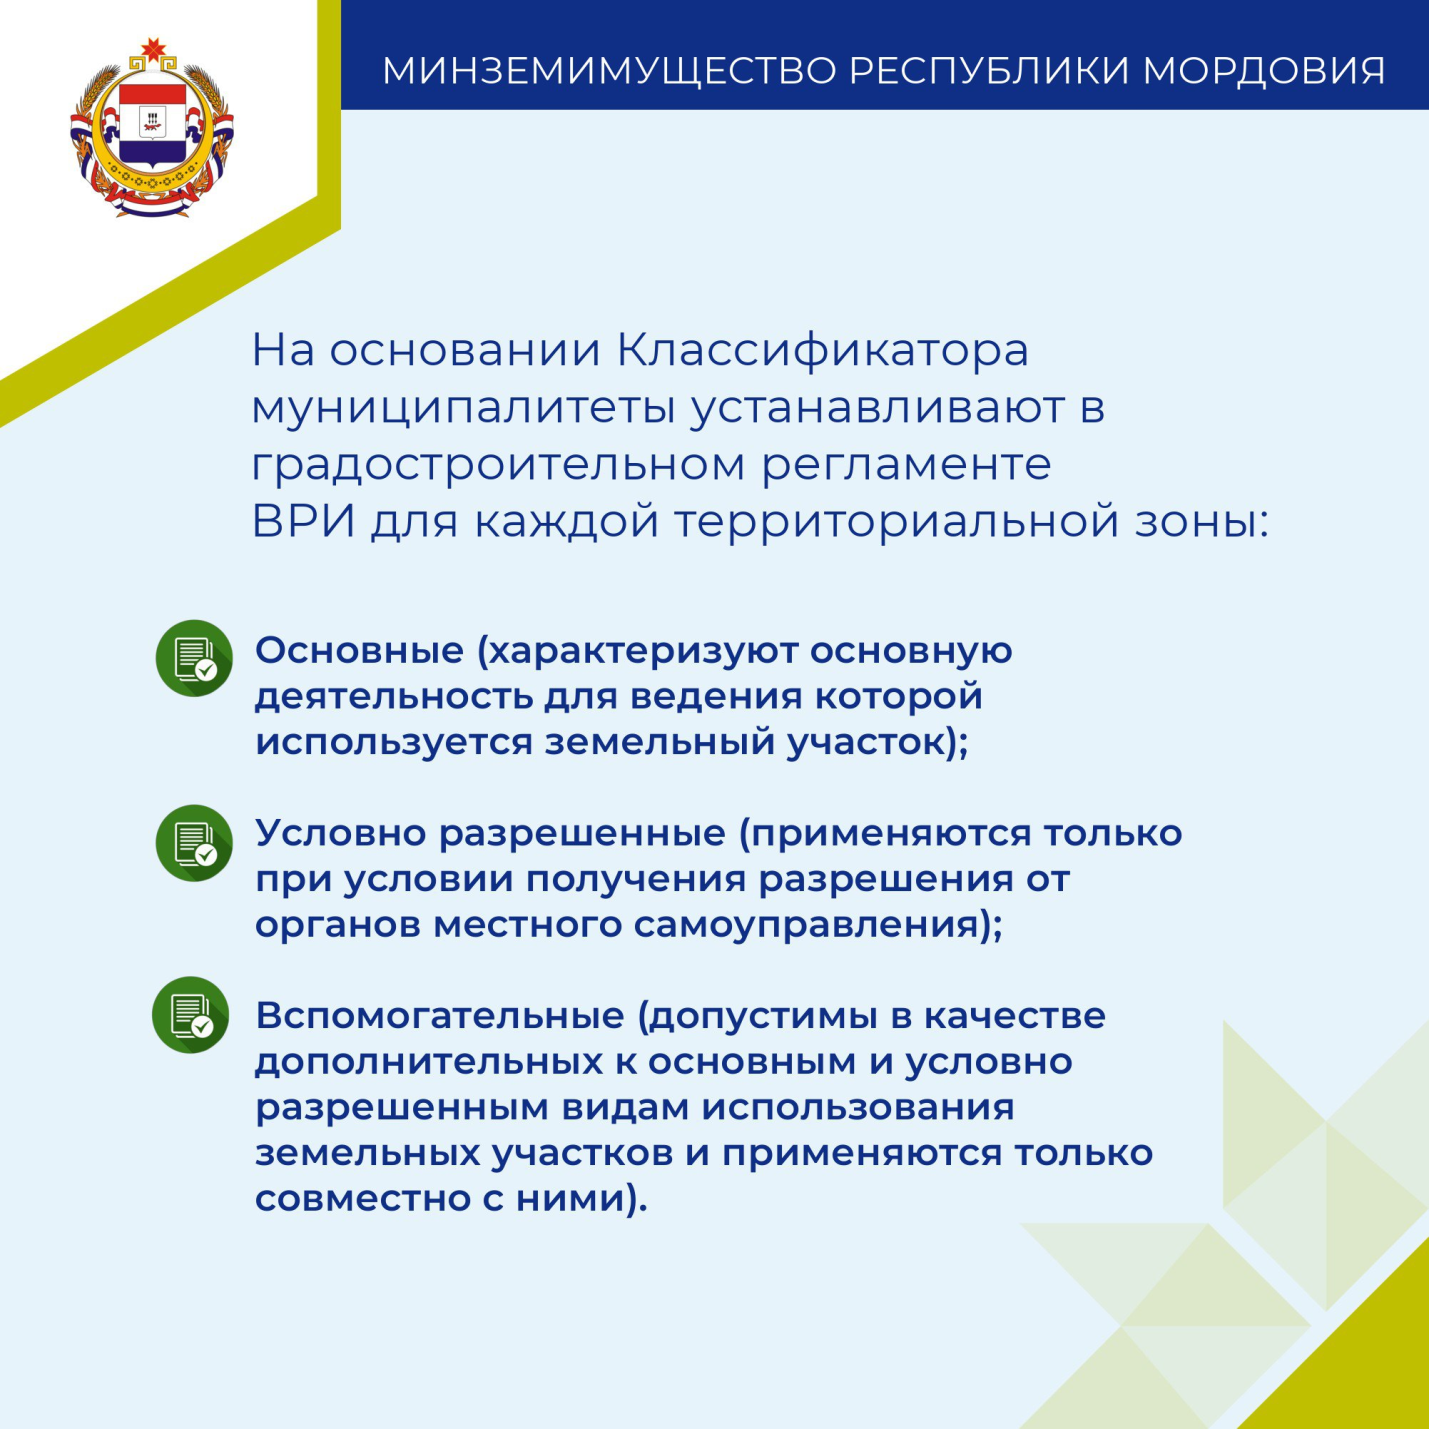 МИНЗЕМИМУЩЕСТВО РЕСПУБЛИКИ МОРДОВИЯ
На основании Классификатора
муниципалитеты устанавливают в
градостроительном регламенте
ВРИ для каждой территориальной зоны:
Основные (характеризуют основную
деятельность для ведения которой
используется земельный участок);
Условно разрешенные (применяются только
при условии получения разрешения от
органов местного самоуправления);
Вспомогательные (допустимы в качестве
дополнительных к основным и условно
разрешенным видам использования
земельных участков и применяются только
совместно с ними).